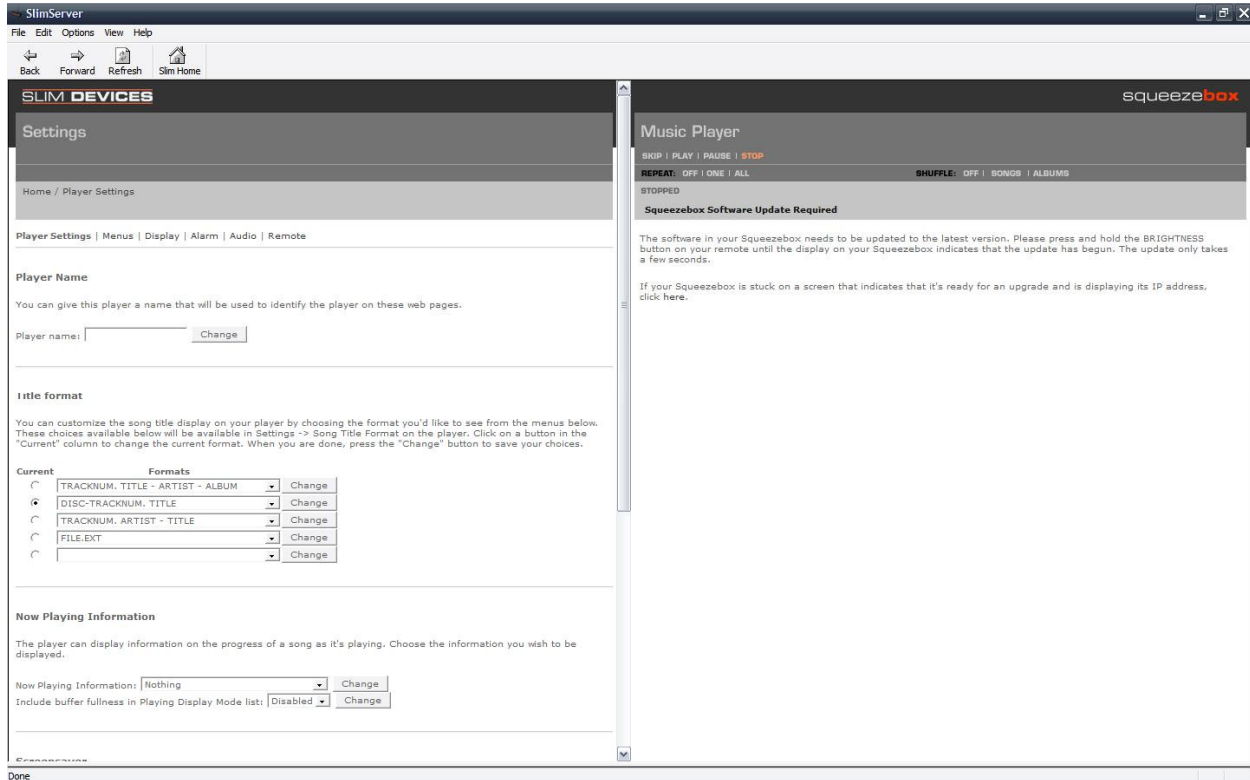 SlimServer
File Edit Options View Help
Back Forward Refresh Slim Home
SLIM DEVICES
Settings
Home / Player Settings
Player Settings | Menus | Display | Alarm | Audio | Remote
Player Name
You can give this player a name that will be used to identify the player on these web pages.
Player name: Change
Title format
You can customize the song title display on your player by choosing the format you'd like to see from the menus below.
These choices available below will be available in Settings -> Song Title Format on the player. Click on a button in the
"Current" column to change the current format. When you are done, press the "Change" button to save your choices.
Current Formats
TRACKNUM. TITLE - ARTIST - ALBUM Change
DISC-TRACKNUM. TITLE Change
TRACKNUM. ARTIST - TITLE Change
FILE.EXT Change
Change
Now Playing Information
The player can display information on the progress of a song as it's playing. Choose the information you wish to be
displayed.
Now Playing Information: Nothing Change
Include buffer fullness in Playing Display Mode list: Disabled Change
Screensaver
squeezebox
Music Player
SKIP | PLAY | PAUSE | STOP
REPEAT: OFF | ONE | ALL SHUFFLE: OFF | SONGS | ALBUMS
STOPPED
Squeezebox Software Update Required
The software in your Squeezebox needs to be updated to the latest version. Please press and hold the BRIGHTNESS
button on your remote until the display on your Squeezebox indicates that the update has begun. The update only takes
a few seconds.
If your Squeezebox is stuck on a screen that indicates that it's ready for an upgrade and is displaying its IP address,
click here.
Done